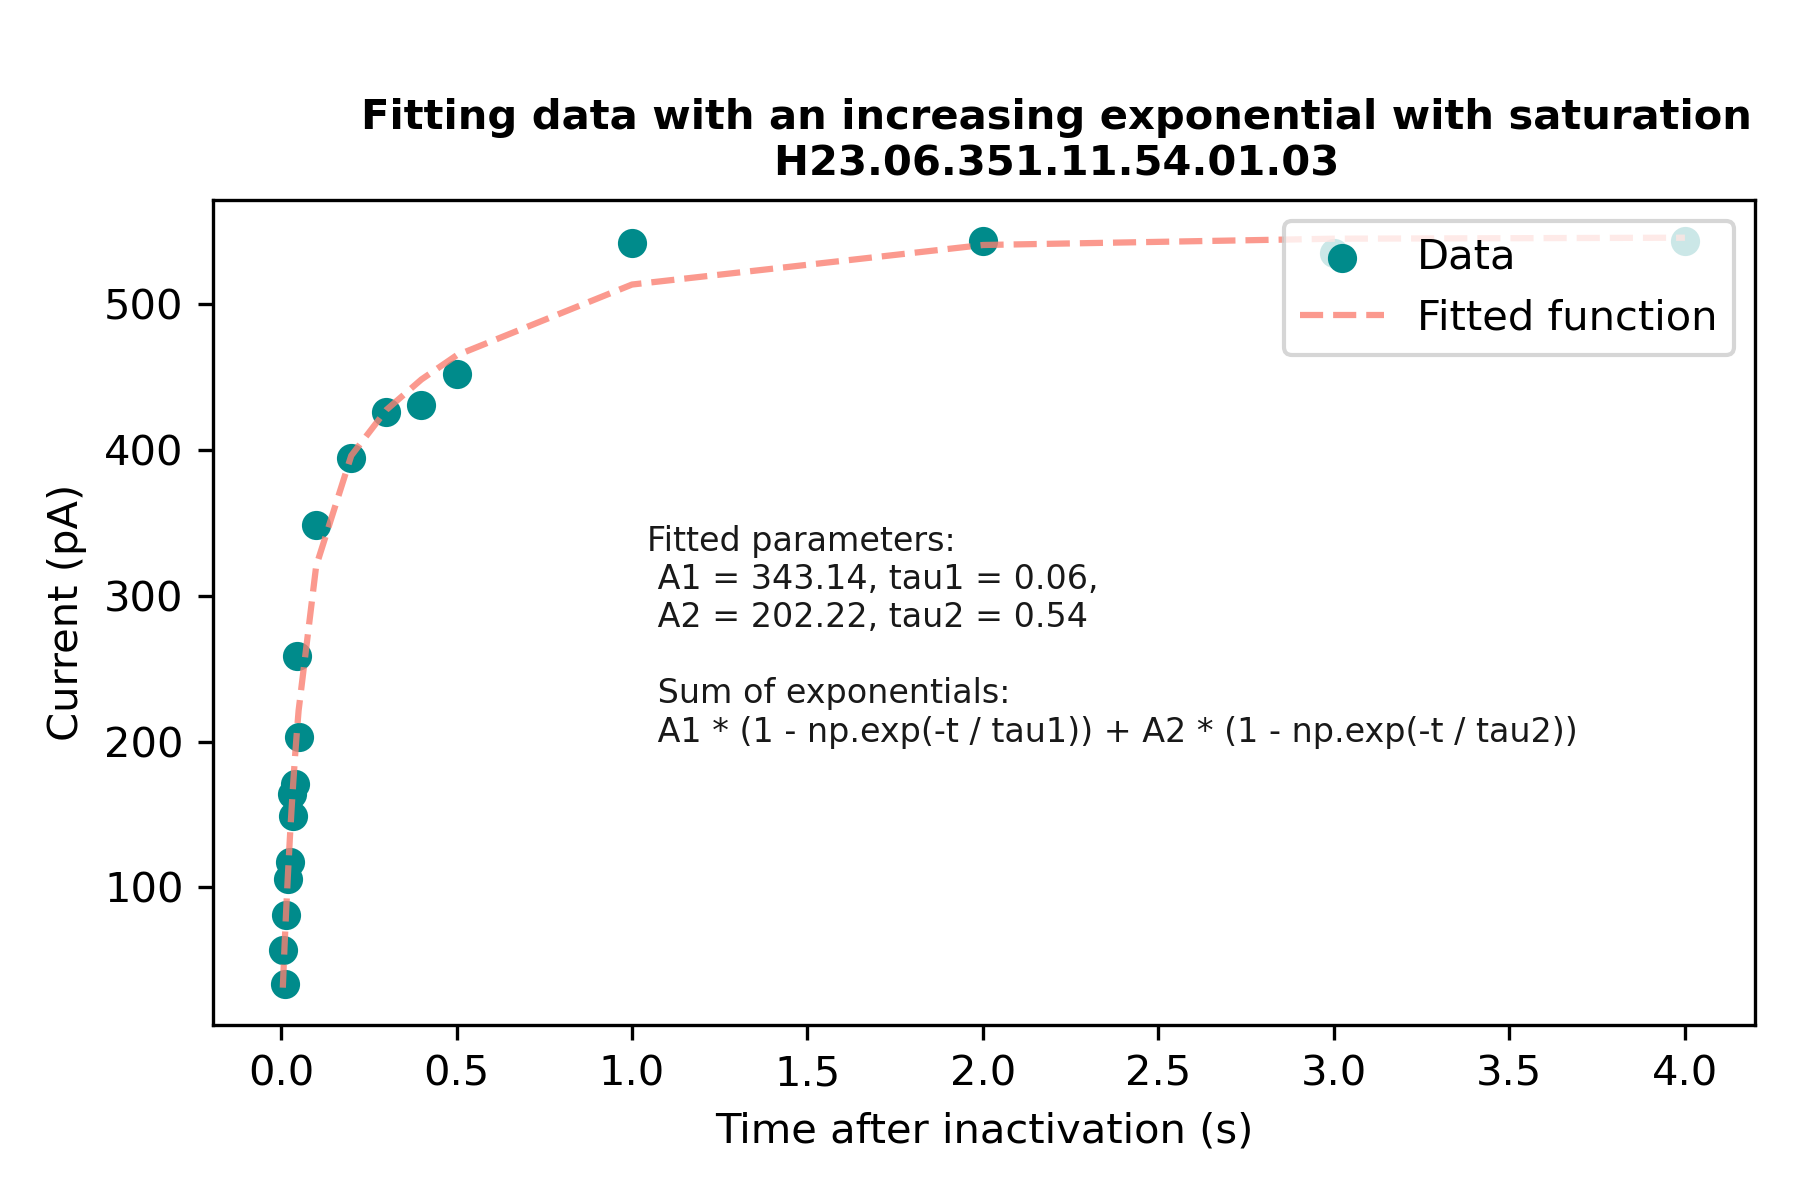 Fitting data with an increasing exponential with saturation
H23.06.351.11.54.01.03
Data
Fitted function
500
400
300
200
100
Current (pA)
Fitted parameters:
A1 = 343.14, tau1 = 0.06,
A2 = 202.22, tau2 = 0.54
Sum of exponentials:
A1 * (1 - np.exp(-t / tau1)) + A2 * (1 - np.exp(-t / tau2))
0.0 0.5 1.0 1.5 2.0 2.5 3.0 3.5 4.0
Time after inactivation (s)